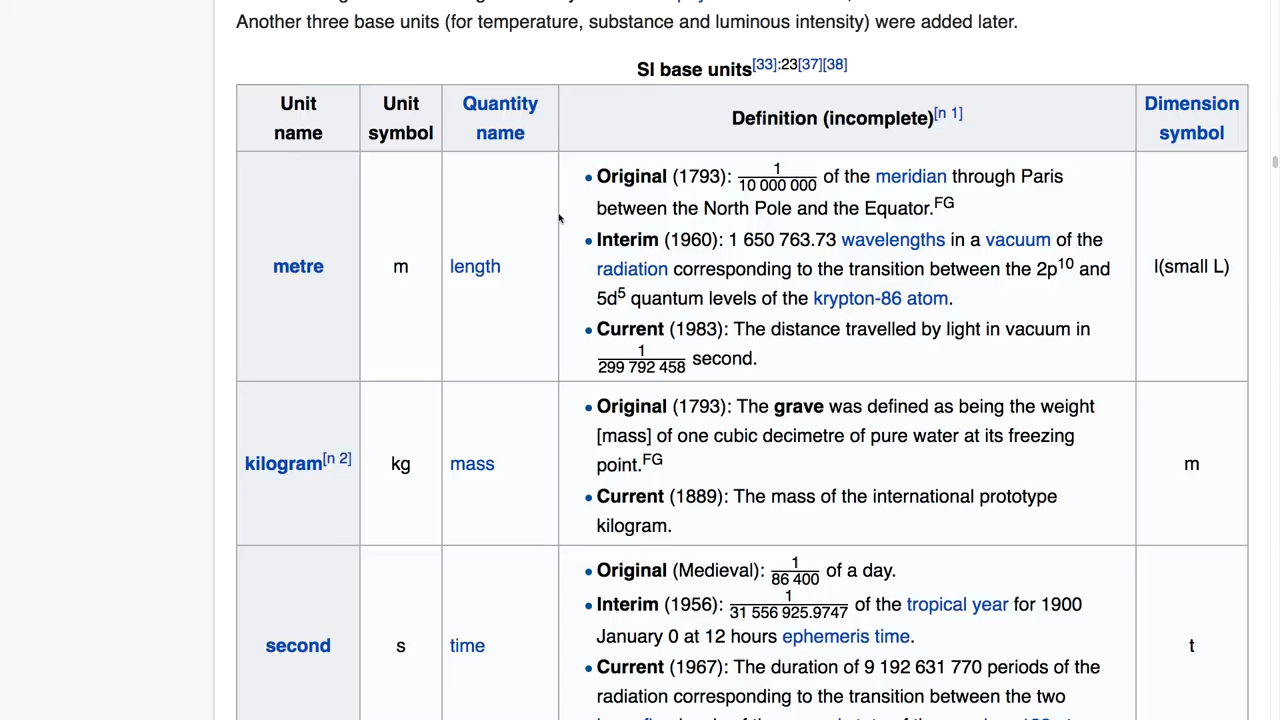 Another three base units (for temperature, substance and luminous intensity) were added later.
SI base units[33]:23[37][38]
Unit name
Unit symbol
Quantity name
Definition (incomplete)[n 1]
Dimension symbol
metre
m
length
• Original (1793): 1/10 000 000 of the meridian through Paris
between the North Pole and the Equator.FG
• Interim (1960): 1 650 763.73 wavelengths in a vacuum of the
radiation corresponding to the transition between the 2p10 and
5d5 quantum levels of the krypton-86 atom.
• Current (1983): The distance travelled by light in vacuum in
1/299 792 458 second.
l(small L)
kilogram[n 2]
kg
mass
• Original (1793): The grave was defined as being the weight
[mass] of one cubic decimetre of pure water at its freezing
point.FG
• Current (1889): The mass of the international prototype
kilogram.
m
second
s
time
• Original (Medieval): 1/86 400 of a day.
• Interim (1956): 1/31 556 925.9747 of the tropical year for 1900
January 0 at 12 hours ephemeris time.
• Current (1967): The duration of 9 192 631 770 periods of the
radiation corresponding to the transition between the two
t